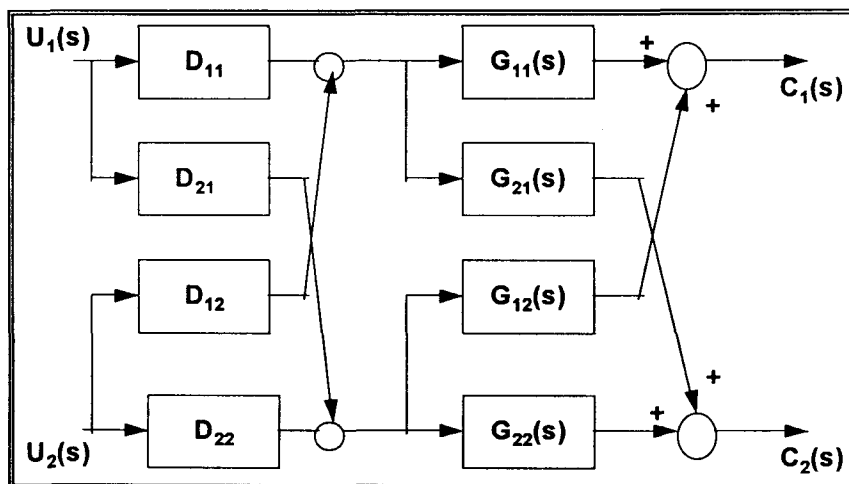 U₁(s)
D₁₁
G₁₁(s)
+
C₁(s)
+
D₂₁
G₂₁(s)
D₁₂
G₁₂(s)
+
U₂(s)
D₂₂
G₂₂(s)
+
C₂(s)